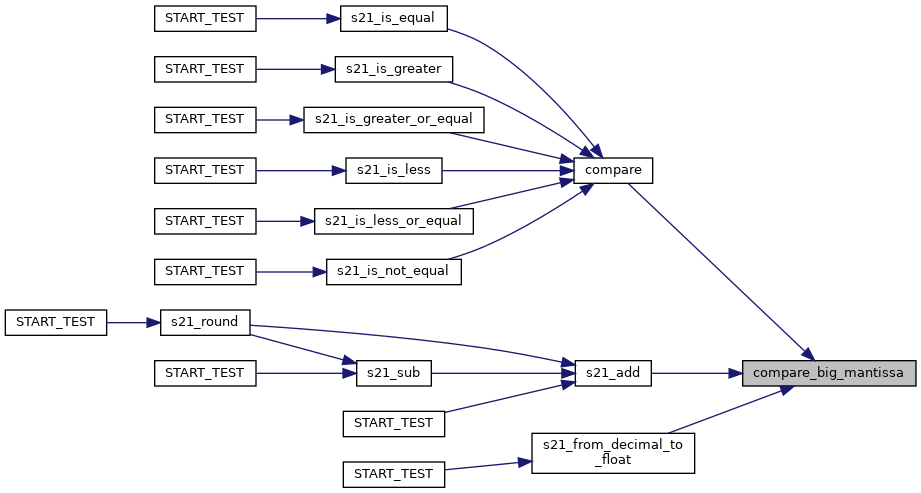 START_TEST
s21_is_equal
START_TEST
s21_is_greater
START_TEST
s21_is_greater_or_equal
START_TEST
s21_is_less
compare
START_TEST
s21_is_less_or_equal
START_TEST
s21_is_not_equal
START_TEST
s21_round
START_TEST
s21_sub
s21_add
compare_big_mantissa
START_TEST
s21_from_decimal_to
_float
START_TEST